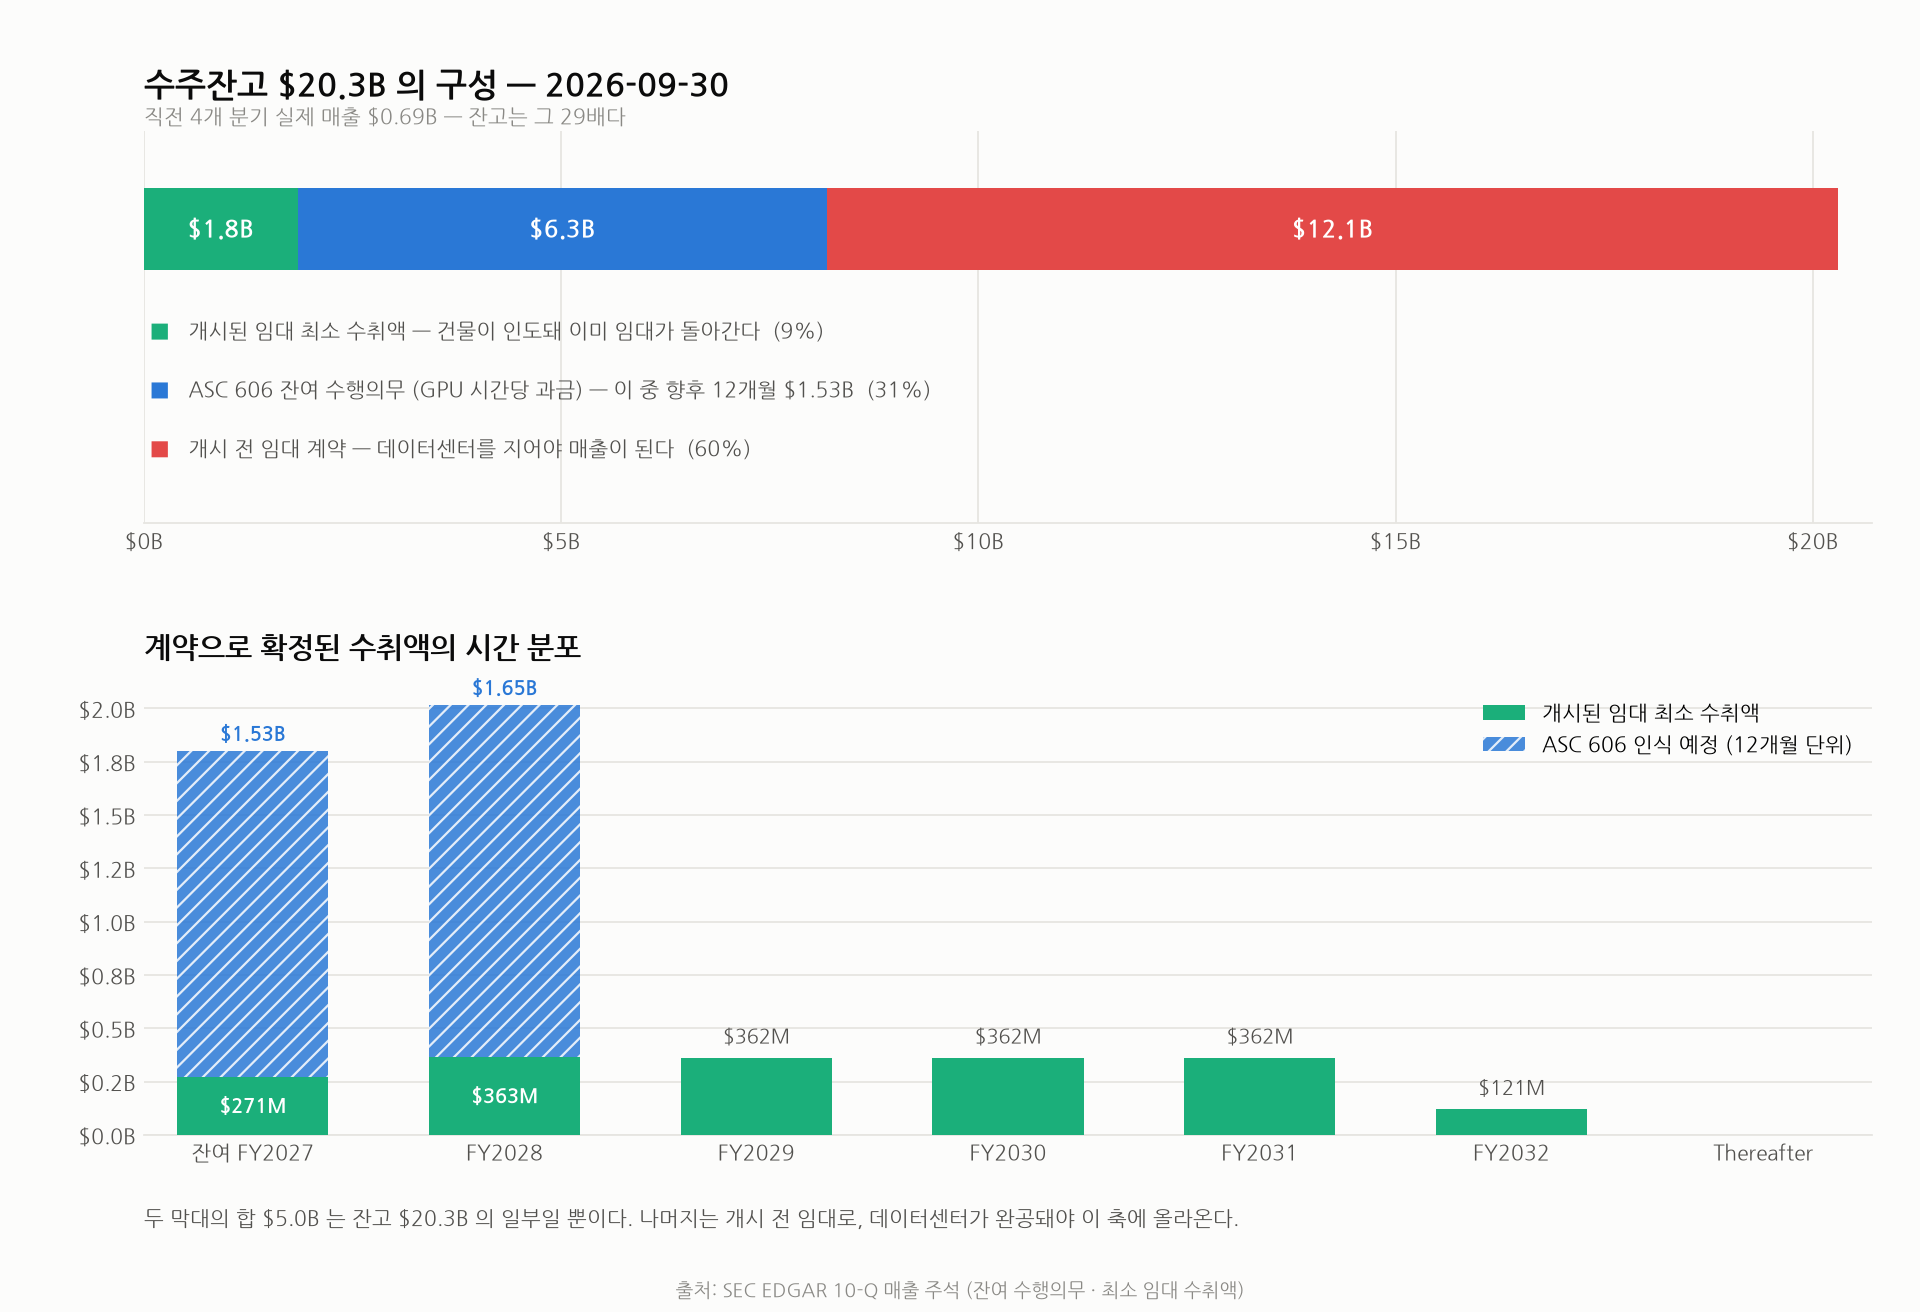 수주잔고 $20.3B 의 구성 — 2026-09-30
직전 4개 분기 실제 매출 $0.69B — 잔고는 그 29배다
$1.8B
$6.3B
$12.1B
개시된 임대 최소 수취액 — 건물이 인도돼 이미 임대가 돌아간다 (9%)
ASC 606 잔여 수행의무 (GPU 시간당 과금) — 이 중 향후 12개월 $1.53B (31%)
개시 전 임대 계약 — 데이터센터를 지어야 매출이 된다 (60%)
$0B $5B $10B $15B $20B
계약으로 확정된 수취액의 시간 분포
$2.0B
$1.8B
$1.5B
$1.2B
$1.0B
$0.8B
$0.5B
$0.2B
$0.0B
$1.53B
$1.65B
$271M
$363M
$362M
$362M
$362M
$121M
개시된 임대 최소 수취액
ASC 606 인식 예정 (12개월 단위)
잔여 FY2027 FY2028 FY2029 FY2030 FY2031 FY2032 Thereafter
두 막대의 합 $5.0B 는 잔고 $20.3B 의 일부일 뿐이다. 나머지는 개시 전 임대로, 데이터센터가 완공돼야 이 축에 올라온다.
출처: SEC EDGAR 10-Q 매출 주석 (잔여 수행의무 · 최소 임대 수취액)